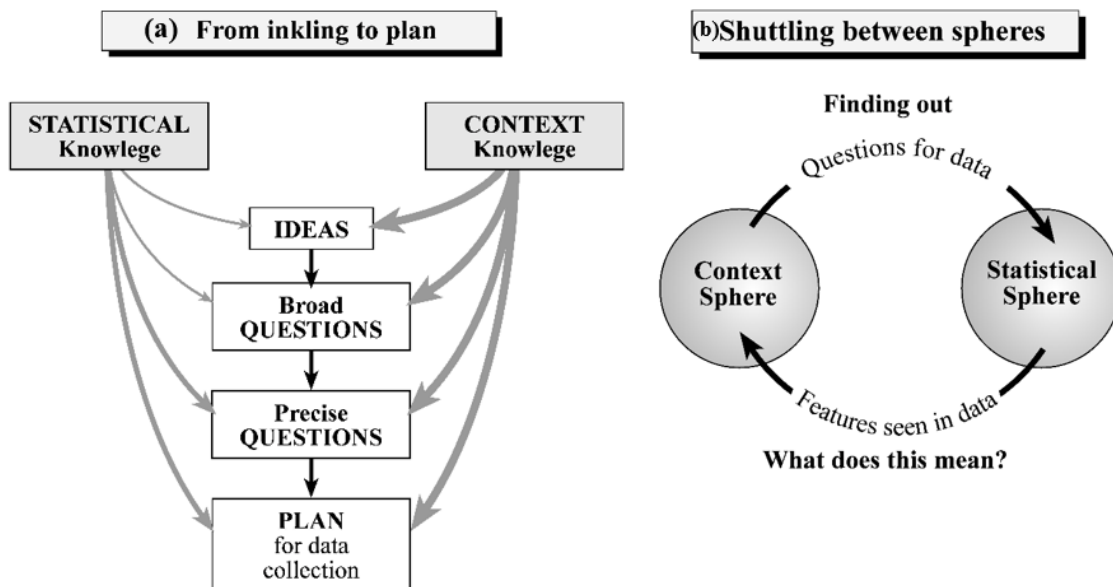 (a) From inkling to plan
STATISTICAL
Knowlege
CONTEXT
Knowlege
IDEAS
Broad
QUESTIONS
Precise
QUESTIONS
PLAN
for data
collection
(b)Shuttling between spheres
Finding out
Questions for data
Context
Sphere
Statistical
Sphere
Features seen in data
What does this mean?